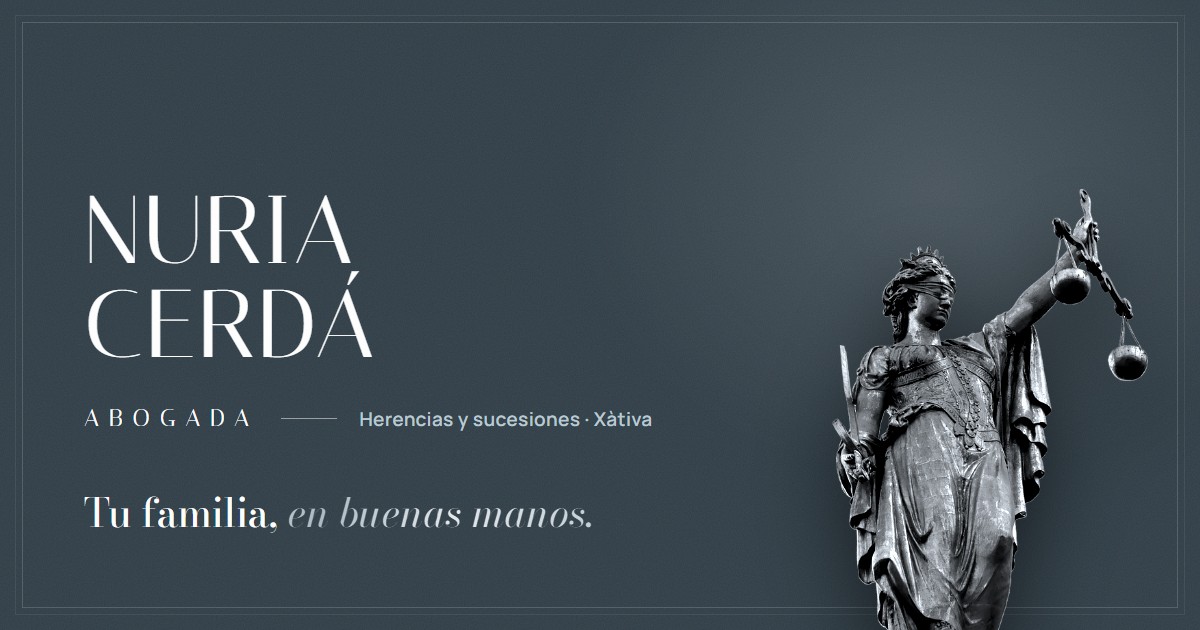 NURIA
CERDÁ
ABOGADA Herencias y sucesiones · Xàtiva
Tu familia, en buenas manos.